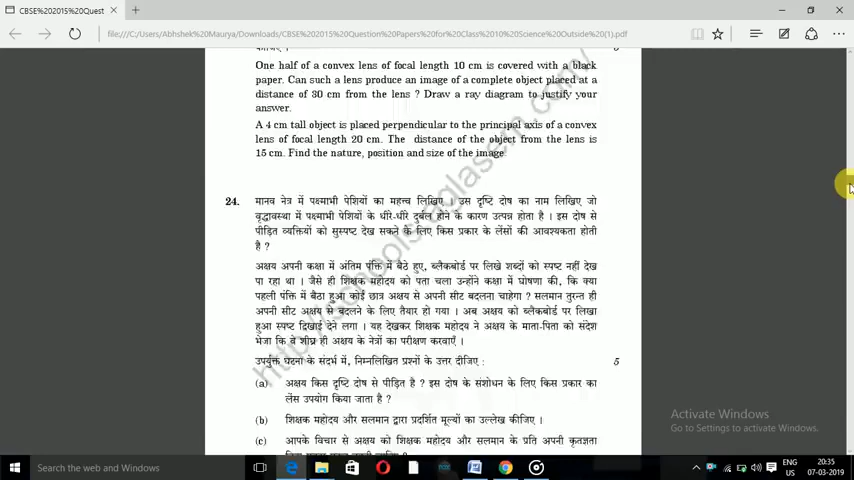 CBSE%202015%20Quest
file:///C:/Users/Abhshek%20Maurya/Downloads/CBSE%202015%20Question%20Papers%20for%20Class%2010%20Science%20Outside%20(1).pdf
One half of a convex lens of focal length 10 cm is covered with a black
paper. Can such a lens produce an image of a complete object placed at a
distance of 30 cm from the lens ? Draw a ray diagram to justify your
answer.
A 4 cm tall object is placed perpendicular to the principal axis of a convex
lens of focal length 20 cm. The distance of the object from the lens is
15 cm. Find the nature, position and size of the image.
24. मानव नेत्र में पक्ष्माभी पेशियों का महत्त्व लिखिए । उस दृष्टि दोष का नाम लिखिए जो
वृद्धावस्था में पक्ष्माभी पेशियों के धीरे-धीरे दुर्बल होने के कारण उत्पन्न होता है । इस दोष से
पीड़ित व्यक्तियों को सुस्पष्ट देख सकने के लिए किस प्रकार के लेंसों की आवश्यकता होती
है ?
अक्षय अपनी कक्षा में अंतिम पंक्ति में बैठे हुए, ब्लैकबोर्ड पर लिखे शब्दों को स्पष्ट नहीं देख
पा रहा था । जैसे ही शिक्षक महोदय को पता चला उन्होंने कक्षा में घोषणा की, कि क्या
पहली पंक्ति में बैठा हुआ कोई छात्र अक्षय से अपनी सीट बदलना चाहेगा ? सलमान तुरन्त ही
अपनी सीट अक्षय से बदलने के लिए तैयार हो गया । अब अक्षय को ब्लैकबोर्ड पर लिखा
हुआ स्पष्ट दिखाई देने लगा । यह देखकर शिक्षक महोदय ने अक्षय के माता-पिता को संदेश
भेजा कि वे शीघ्र ही अक्षय के नेत्रों का परीक्षण करवाएँ ।
उपर्युक्त घटना के संदर्भ में, निम्नलिखित प्रश्नों के उत्तर दीजिए : 5
(a) अक्षय किस दृष्टि दोष से पीड़ित है ? इस दोष के संशोधन के लिए किस प्रकार का
लेंस उपयोग किया जाता है ?
(b) शिक्षक महोदय और सलमान द्वारा प्रदर्शित मूल्यों का उल्लेख कीजिए ।
(c) आपके विचार से अक्षय को शिक्षक महोदय और सलमान के प्रति अपनी कृतज्ञता
Activate Windows
Go to Settings to activate Windows.
Search the web and Windows
ENG
US
20:35
07-03-2019